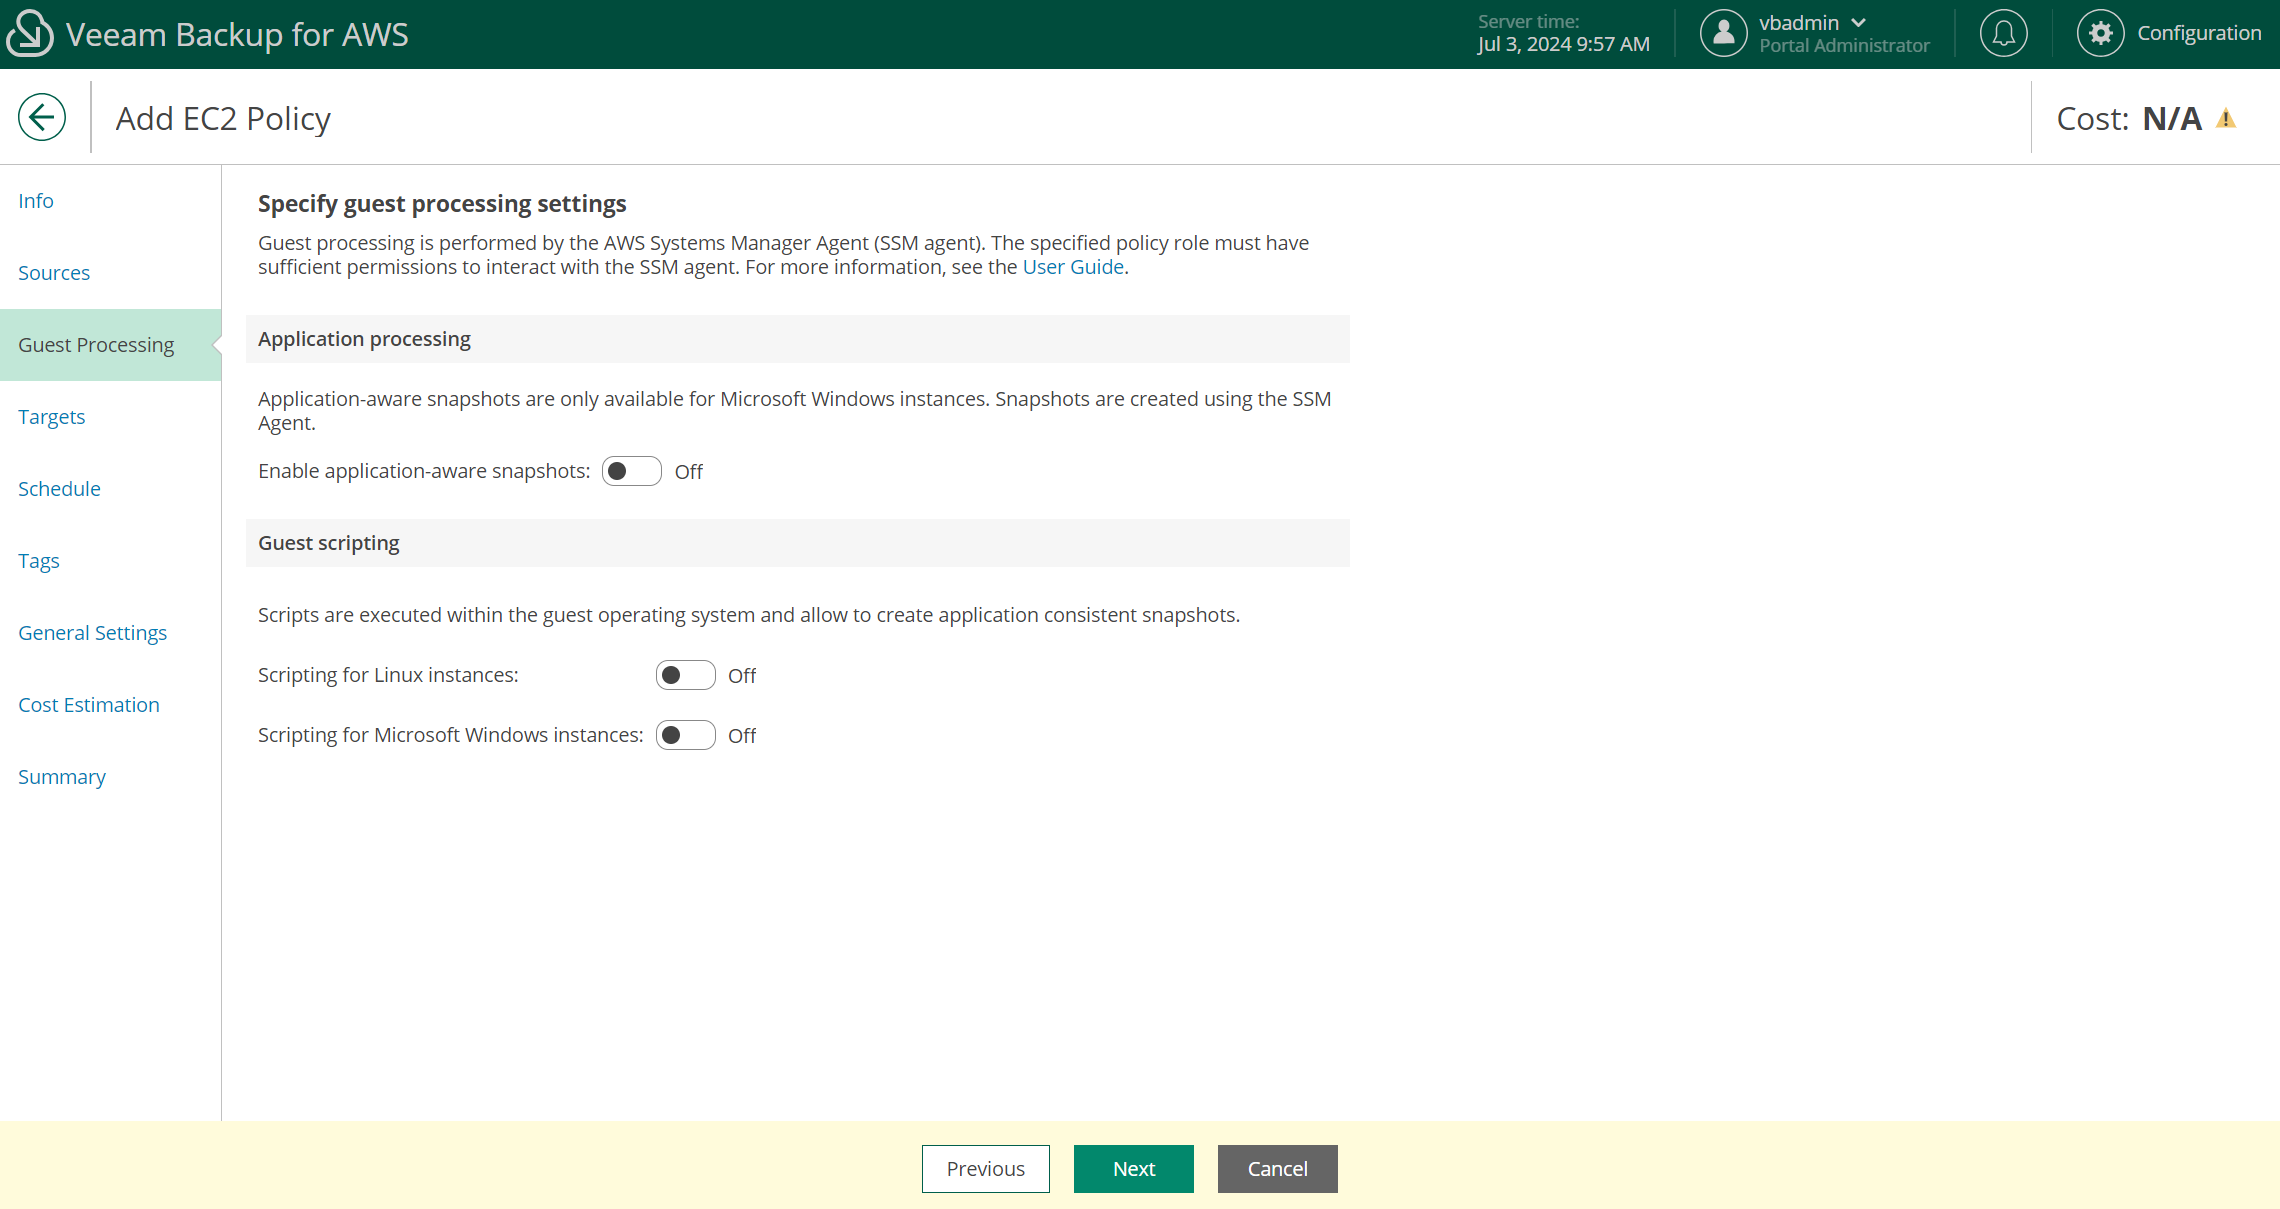 Veeam Backup for AWS
Server time:
Jul 3, 2024 9:57 AM
vbadmin
Portal Administrator
Configuration
Add EC2 Policy
Cost: N/A
Info
Sources
Guest Processing
Targets
Schedule
Tags
General Settings
Cost Estimation
Summary
Specify guest processing settings
Guest processing is performed by the AWS Systems Manager Agent (SSM agent). The specified policy role must have
sufficient permissions to interact with the SSM agent. For more information, see the User Guide.
Application processing
Application-aware snapshots are only available for Microsoft Windows instances. Snapshots are created using the SSM
Agent.
Enable application-aware snapshots: Off
Guest scripting
Scripts are executed within the guest operating system and allow to create application consistent snapshots.
Scripting for Linux instances: Off
Scripting for Microsoft Windows instances: Off
Previous
Next
Cancel